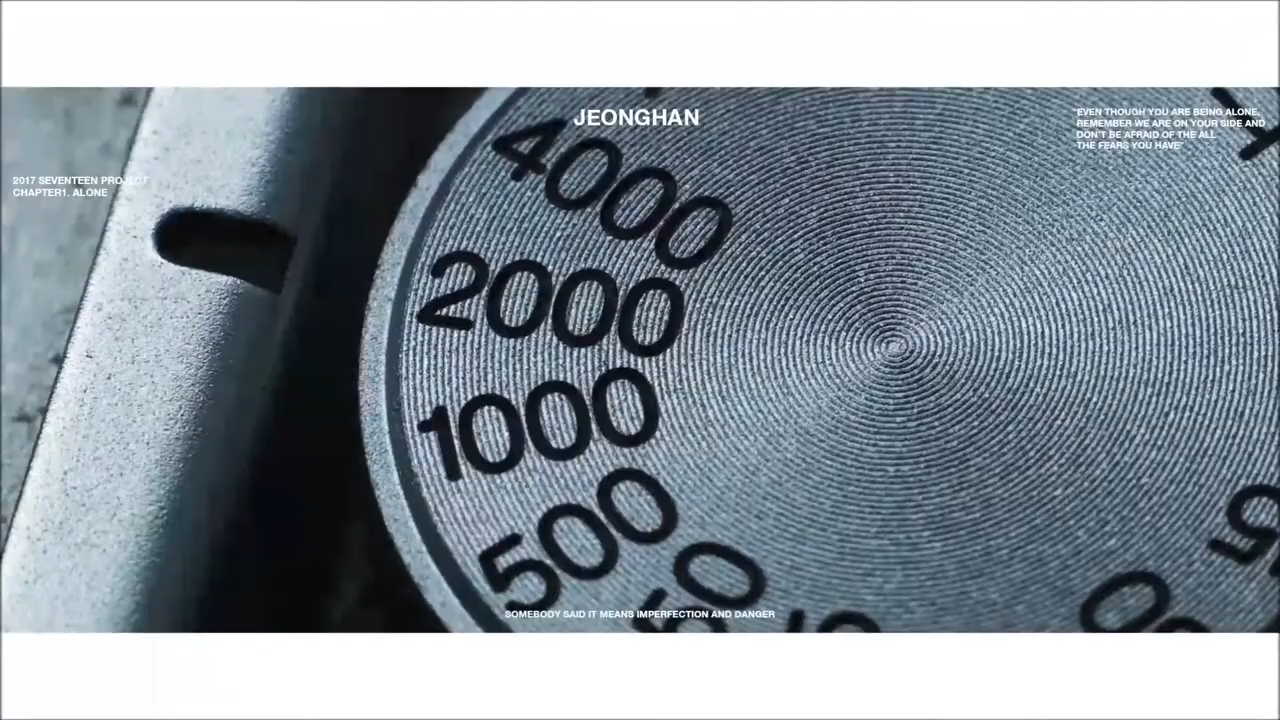 JEONGHAN
"EVEN THOUGH YOU ARE BEING ALONE,
REMEMBER WE ARE ON YOUR SIDE AND
DON'T BE AFRAID OF THE ALL
THE FEARS YOU HAVE"
2017 SEVENTEEN PROJECT
CHAPTER1. ALONE
4000
2000
1000
500
SOMEBODY SAID IT MEANS IMPERFECTION AND DANGER